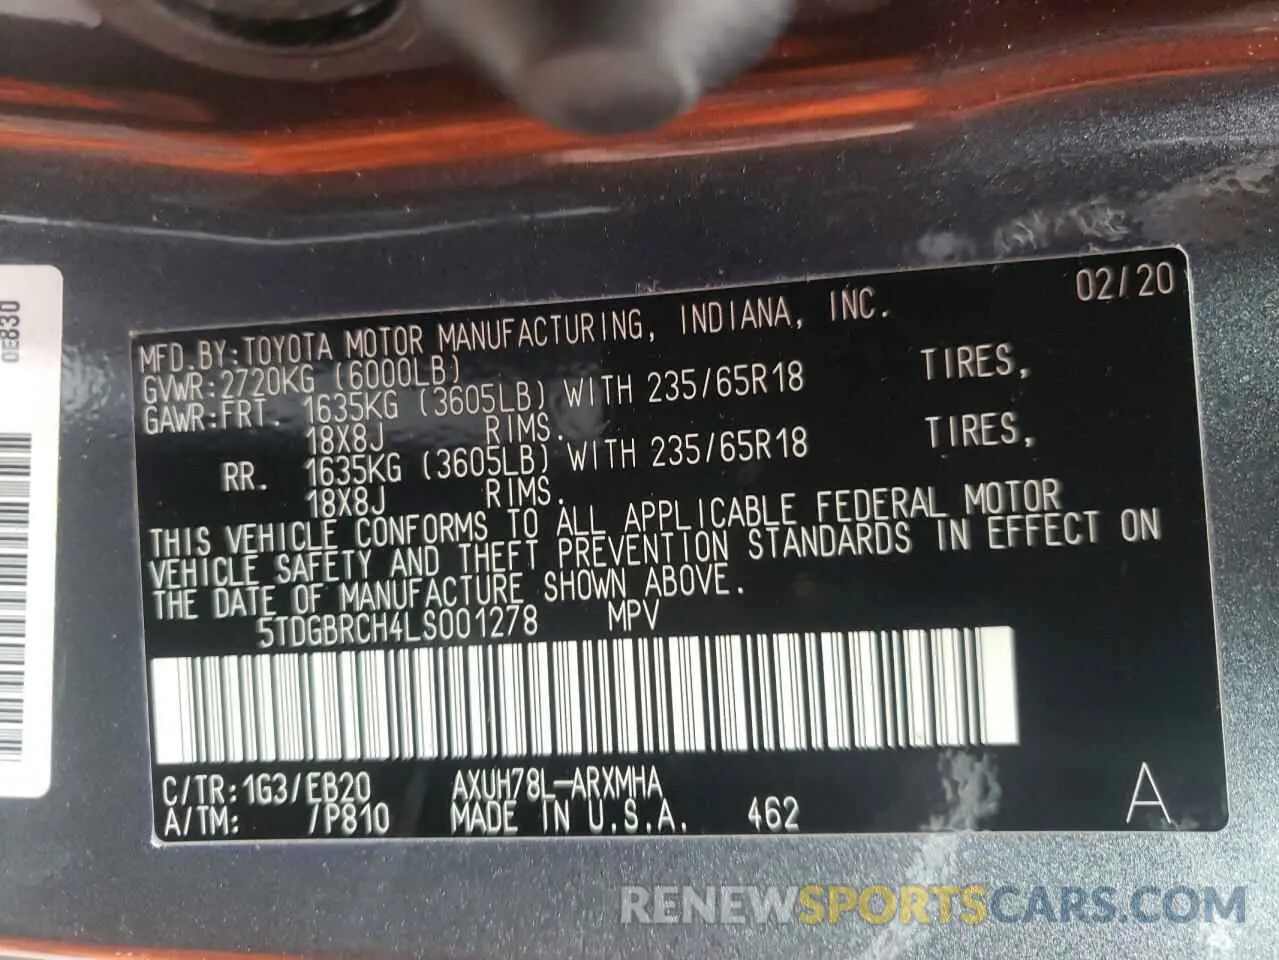 02/20
MFD.BY:TOYOTA MOTOR MANUFACTURING, INDIANA, INC.
GVWR:2720KG (6000LB)
GAWR:FRT. 1635KG (3605LB) WITH 235/65R18 TIRES,
18X8J RIMS.
RR. 1635KG (3605LB) WITH 235/65R18 TIRES,
18X8J RIMS.
THIS VEHICLE CONFORMS TO ALL APPLICABLE FEDERAL MOTOR
VEHICLE SAFETY AND THEFT PREVENTION STANDARDS IN EFFECT ON
THE DATE OF MANUFACTURE SHOWN ABOVE.
5TDGBRCH4LS001278 MPV
C/TR:1G3/EB20 AXUH78L-ARXMHA
A/TM: /P810 MADE IN U.S.A. 462 A
0E830
RENEWSPORTSCARS.COM